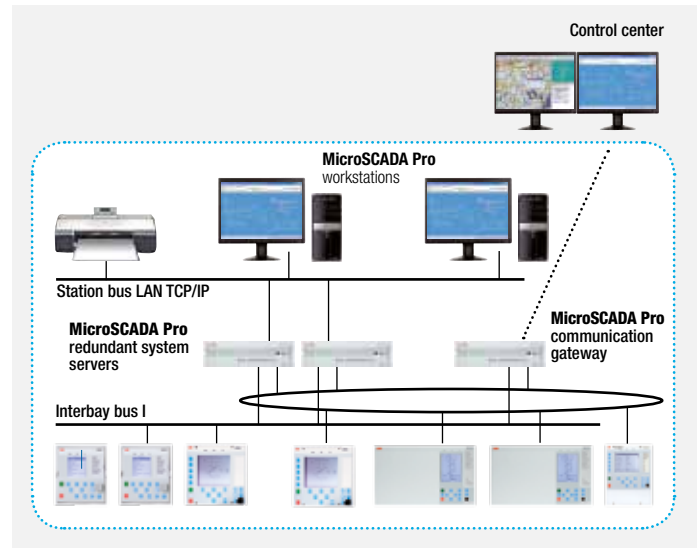 Control center
MicroSCADA Pro
workstations
Station bus LAN TCP/IP
MicroSCADA Pro
redundant system
servers
MicroSCADA Pro
communication
gateway
Interbay bus I